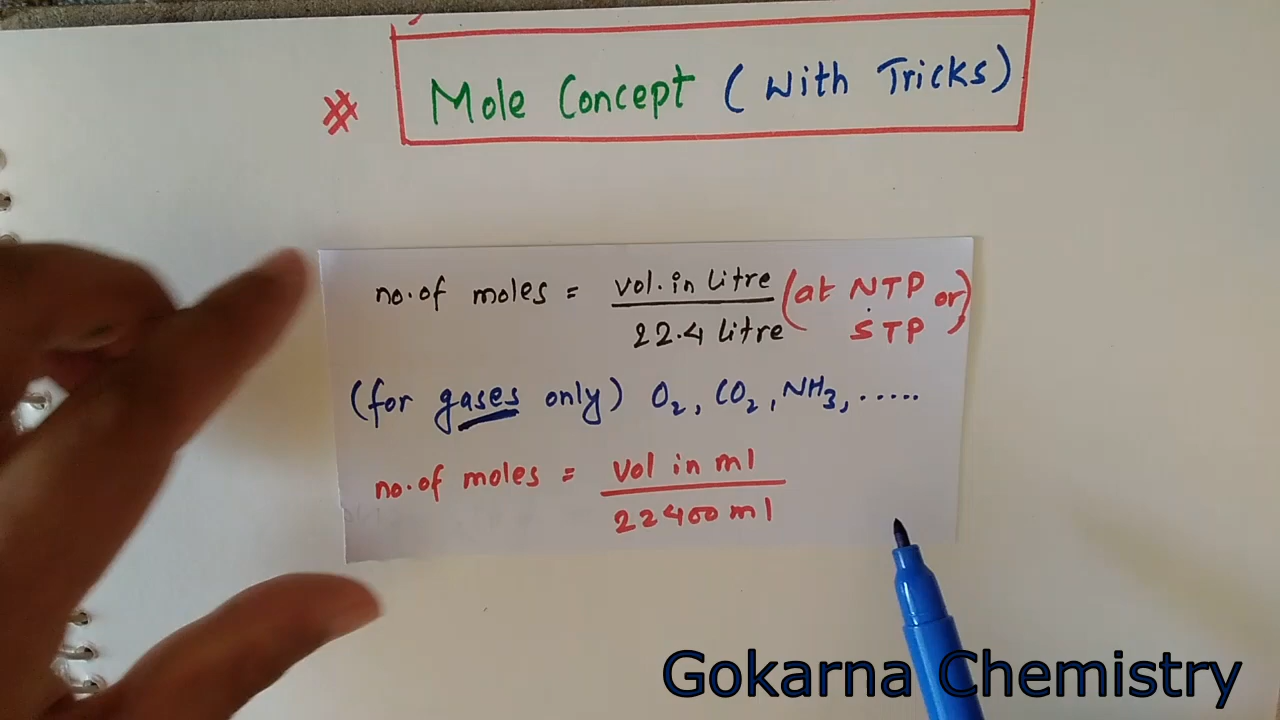 # Mole Concept (With Tricks)
no. of moles = vol. in litre / 22.4 litre (at NTP or STP)
(for gases only) O₂, CO₂, NH₃, .....
no. of moles = Vol in ml / 22400 ml
Gokarna Chemistry